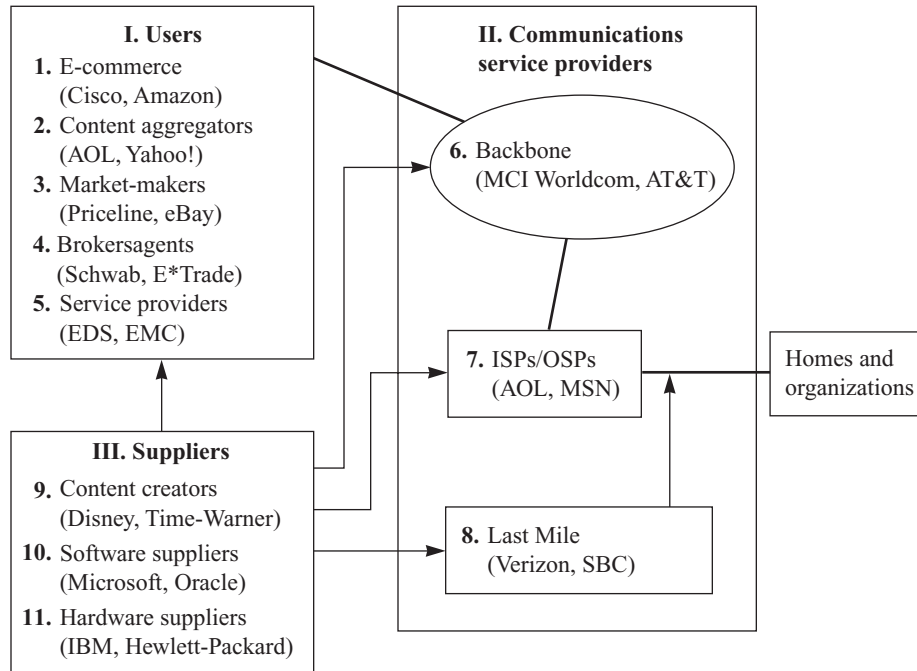 I. Users
1. E-commerce
(Cisco, Amazon)
2. Content aggregators
(AOL, Yahoo!)
3. Market-makers
(Priceline, eBay)
4. Brokersagents
(Schwab, E*Trade)
5. Service providers
(EDS, EMC)
II. Communications
service providers
6. Backbone
(MCI Worldcom, AT&T)
7. ISPs/OSPs
(AOL, MSN)
Homes and
organizations
8. Last Mile
(Verizon, SBC)
III. Suppliers
9. Content creators
(Disney, Time-Warner)
10. Software suppliers
(Microsoft, Oracle)
11. Hardware suppliers
(IBM, Hewlett-Packard)